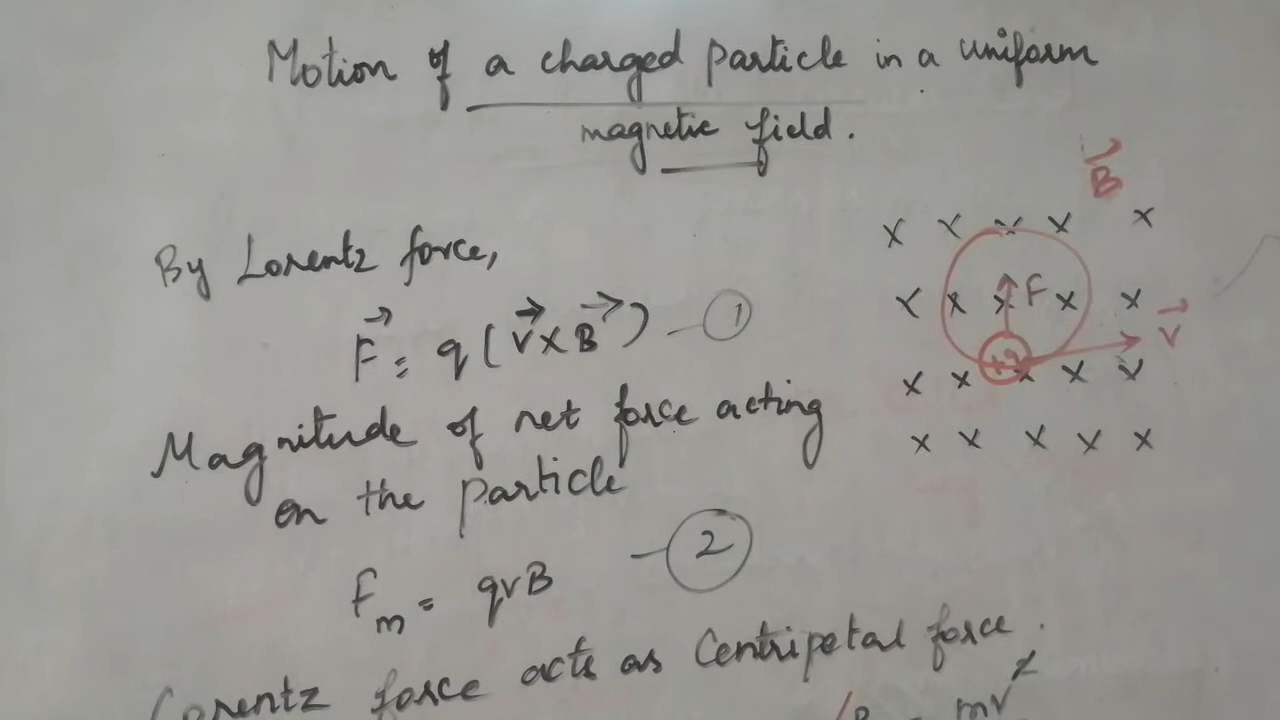 Motion of a charged particle in a uniform
magnetic field.
B
x x x x x
By Lorentz force,
F = q (v x B) - 1
x x x F x x
v
+q
x x x x x
Magnitude of net force acting
on the particle
x x x x x
Fm = qvB - 2
Lorentz force acts as Centripetal force.
B = mv²